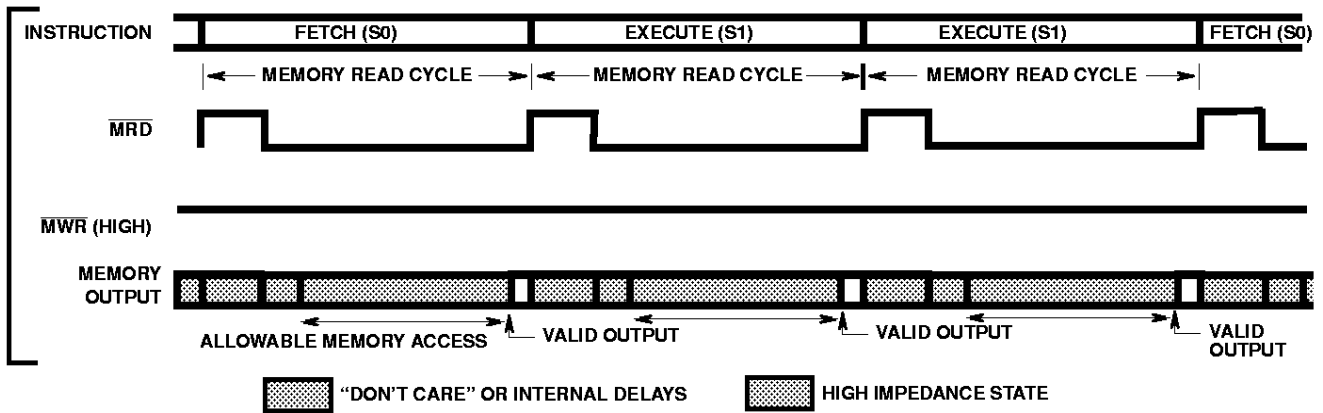 INSTRUCTION FETCH (S0) EXECUTE (S1) EXECUTE (S1) FETCH (S0)
MEMORY READ CYCLE MEMORY READ CYCLE MEMORY READ CYCLE
MRD
MWR (HIGH)
MEMORY
OUTPUT
ALLOWABLE MEMORY ACCESS VALID OUTPUT VALID OUTPUT VALID
OUTPUT
“DON'T CARE” OR INTERNAL DELAYS HIGH IMPEDANCE STATE